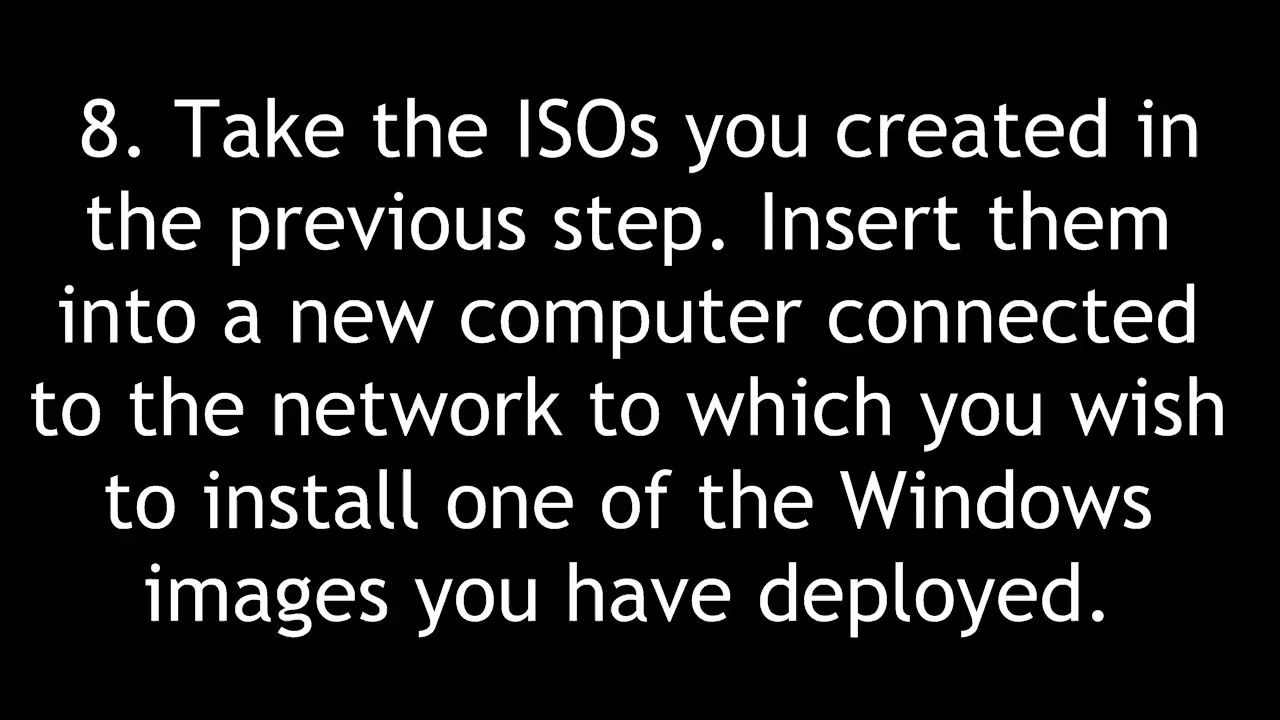 8. Take the ISOs you created in
the previous step. Insert them
into a new computer connected
to the network to which you wish
to install one of the Windows
images you have deployed.